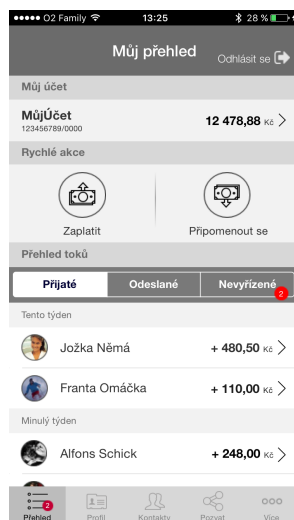 O2 Family 13:25 28 %
Můj přehled
Odhlásit se
Můj účet
MůjÚčet
123456789/0000
12 478,88 Kč
Rychlé akce
Zaplatit Připomenout se
Přehled toků
Přijaté Odeslané Nevyřízené
2
Tento týden
Jožka Němá + 480,50 Kč
Franta Omáčka + 110,00 Kč
Minulý týden
Alfons Schick + 248,00 Kč
2
Přehled Profil Kontakty Pozvat Více